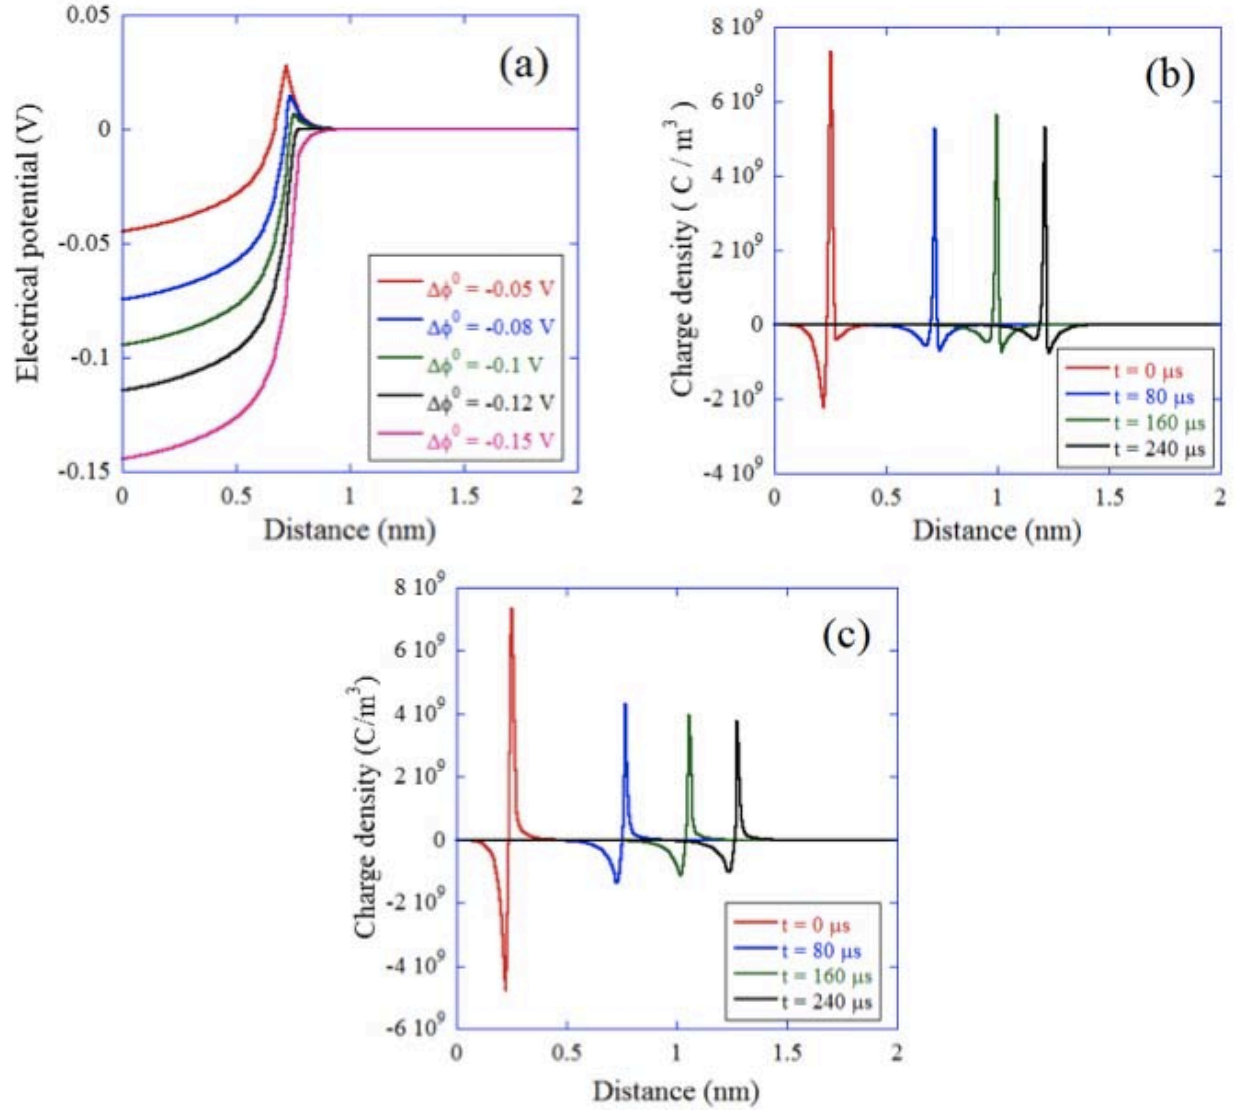 (a)
Electrical potential (V)
0.05
0
-0.05
-0.1
-0.15
Δϕ⁰ = -0.05 V
Δϕ⁰ = -0.08 V
Δϕ⁰ = -0.1 V
Δϕ⁰ = -0.12 V
Δϕ⁰ = -0.15 V
0 0.5 1 1.5 2
Distance (nm)
(b)
Charge density ( C / m³ )
8 10⁹
6 10⁹
4 10⁹
2 10⁹
0
-2 10⁹
-4 10⁹
t = 0 μs
t = 80 μs
t = 160 μs
t = 240 μs
0 0.5 1 1.5 2
Distance (nm)
(c)
Charge density (C/m³)
8 10⁹
6 10⁹
4 10⁹
2 10⁹
0
-2 10⁹
-4 10⁹
-6 10⁹
t = 0 μs
t = 80 μs
t = 160 μs
t = 240 μs
0 0.5 1 1.5 2
Distance (nm)